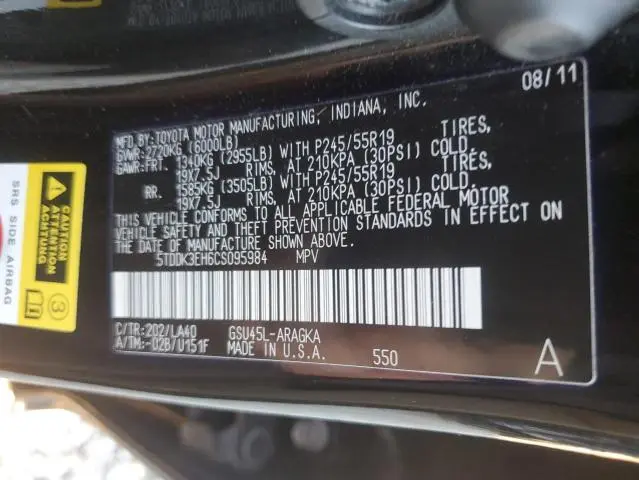 08/11
MFD.BY:TOYOTA MOTOR MANUFACTURING, INDIANA, INC.
GVWR:2720KG (6000LB)
GAWR:FRT. 1340KG (2955LB) WITH P245/55R19 TIRES,
19X7.5J RIMS, AT 210KPA (30PSI) COLD.
RR. 1585KG (3505LB) WITH P245/55R19 TIRES,
19X7.5J RIMS, AT 210KPA (30PSI) COLD.
THIS VEHICLE CONFORMS TO ALL APPLICABLE FEDERAL MOTOR
VEHICLE SAFETY AND THEFT PREVENTION STANDARDS IN EFFECT ON
THE DATE OF MANUFACTURE SHOWN ABOVE.
5TDDK3EH6CS095984 MPV
C/TR:202/LA40 GSU45L-ARAGKA
A/TM:-02B/U151F MADE IN U.S.A. 550 A
SRS SIDE AIRBAG
CAUTION
ATTENTION
ACHTUNG
3